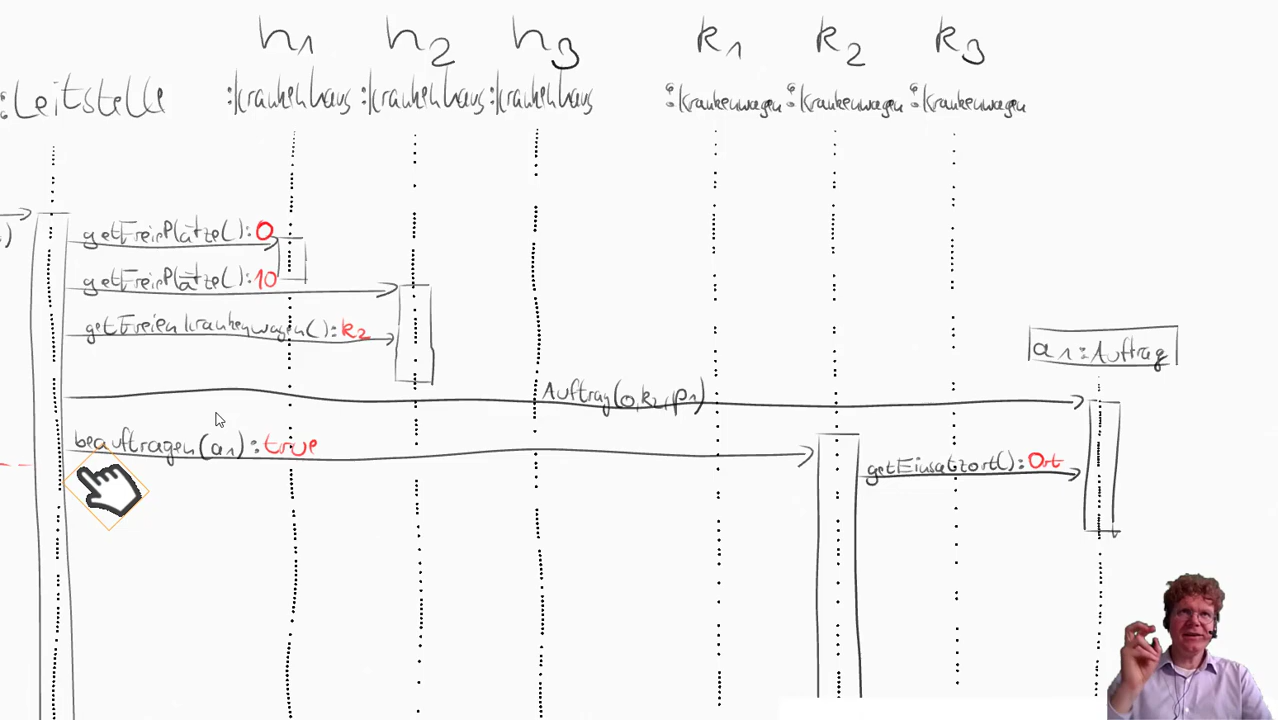 h1 h2 h3 k1 k2 k3
:Leitstelle :Krankenhaus :Krankenhaus :Krankenhaus :Krankenwagen :Krankenwagen :Krankenwagen
)
getFreiePlätze():0
getFreiePlätze():10
getFreienKrankenwagen():k2
a1:Auftrag
Auftrag(o,k2,p1)
beauftragen(a1):true
getEinsatzort():Ort